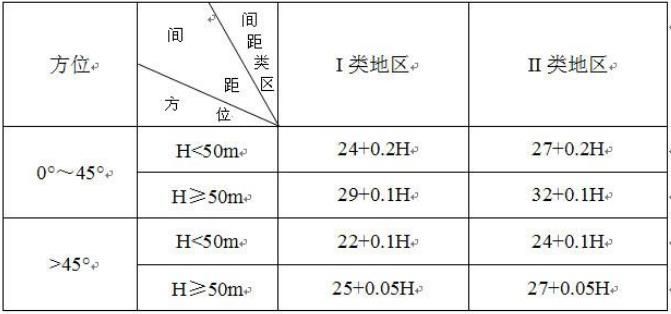 方位
间距
间距类区
方位
I 类地区
II 类地区
0°～45°
H<50m
24+0.2H
27+0.2H
H≥50m
29+0.1H
32+0.1H
>45°
H<50m
22+0.1H
24+0.1H
H≥50m
25+0.05H
27+0.05H